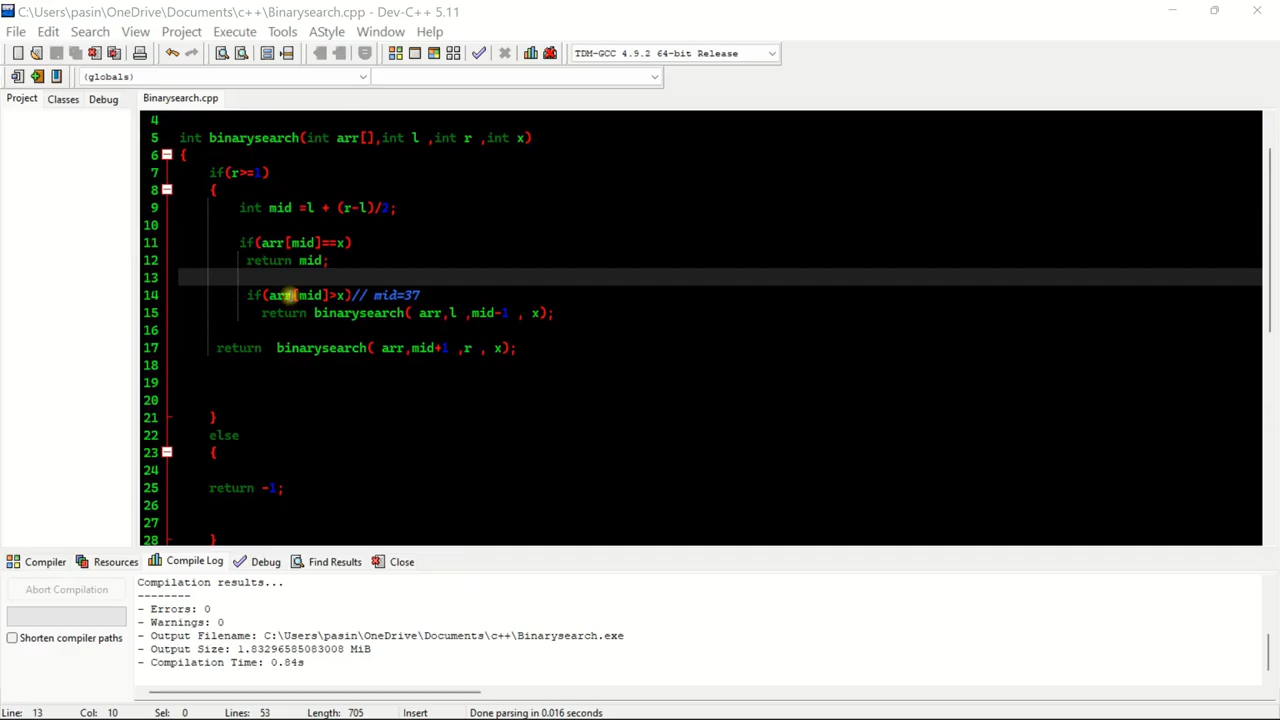 C:\Users\pasin\OneDrive\Documents\c++\Binarysearch.cpp - Dev-C++ 5.11
File Edit Search View Project Execute Tools AStyle Window Help
TDM-GCC 4.9.2 64-bit Release
(globals)
Project Classes Debug Binarysearch.cpp
4
5 int binarysearch(int arr[],int l ,int r ,int x)
6 {
7 if(r>=1)
8 {
9 int mid =l + (r-l)/2;
10
11 if(arr[mid]==x)
12 return mid;
13
14 if(arr[mid]>x)// mid=37
15 return binarysearch( arr,l ,mid-1 , x);
16
17 return binarysearch( arr,mid+1 ,r , x);
18
19
20
21 }
22 else
23 {
24
25 return -1;
26
27
28 }
Compiler Resources Compile Log Debug Find Results Close
Abort Compilation
Shorten compiler paths
Compilation results...
--------
- Errors: 0
- Warnings: 0
- Output Filename: C:\Users\pasin\OneDrive\Documents\c++\Binarysearch.exe
- Output Size: 1.83296585083008 MiB
- Compilation Time: 0.84s
Line: 13 Col: 10 Sel: 0 Lines: 53 Length: 705 Insert Done parsing in 0.016 seconds